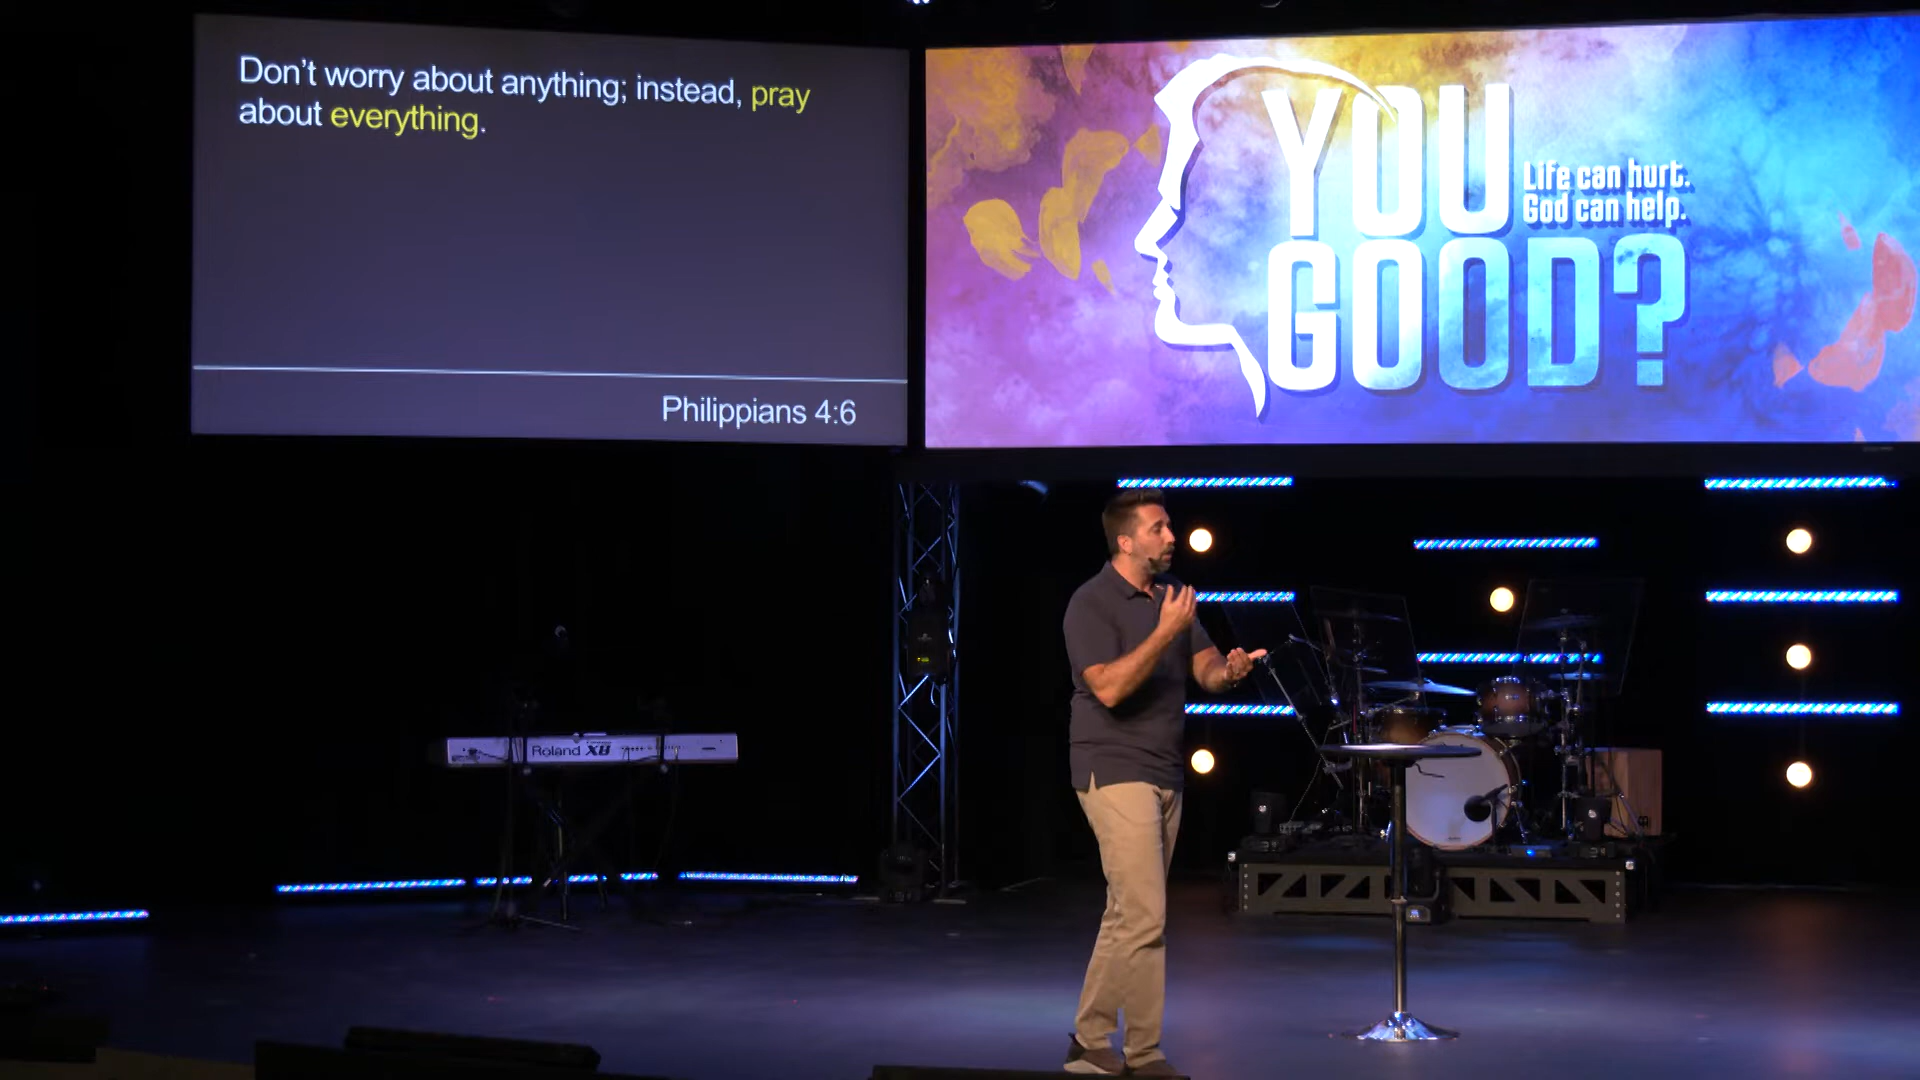 Don't worry about anything; instead, pray
about everything.
Philippians 4:6
YOU
Life can hurt.
God can help.
GOOD?
Roland X8